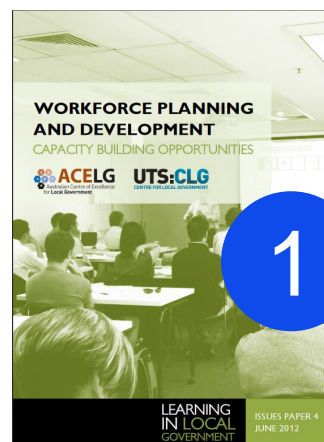 WORKFORCE PLANNING
AND DEVELOPMENT
CAPACITY BUILDING OPPORTUNITIES
ACELG
Australian Centre of Excellence
for Local Government
UTS:CLG
CENTRE FOR LOCAL GOVERNMENT
1
LEARNING
IN LOCAL
GOVERNMENT
ISSUES PAPER 4
JUNE 2012